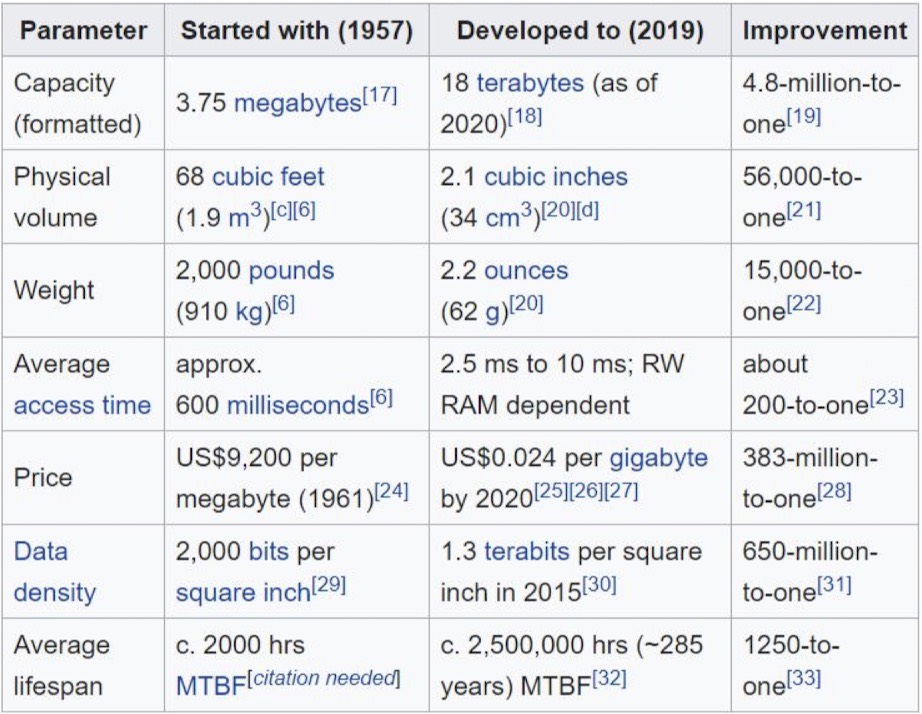 Parameter Started with (1957) Developed to (2019) Improvement
Capacity
(formatted)
3.75 megabytes[17]
18 terabytes (as of
2020)[18]
4.8-million-to-
one[19]
Physical
volume
68 cubic feet
(1.9 m3)[c][6]
2.1 cubic inches
(34 cm3)[20][d]
56,000-to-
one[21]
Weight
2,000 pounds
(910 kg)[6]
2.2 ounces
(62 g)[20]
15,000-to-
one[22]
Average
access time
approx.
600 milliseconds[6]
2.5 ms to 10 ms; RW
RAM dependent
about
200-to-one[23]
Price
US$9,200 per
megabyte (1961)[24]
US$0.024 per gigabyte
by 2020[25][26][27]
383-million-
to-one[28]
Data
density
2,000 bits per
square inch[29]
1.3 terabits per square
inch in 2015[30]
650-million-
to-one[31]
Average
lifespan
c. 2000 hrs
MTBF[citation needed]
c. 2,500,000 hrs (~285
years) MTBF[32]
1250-to-
one[33]